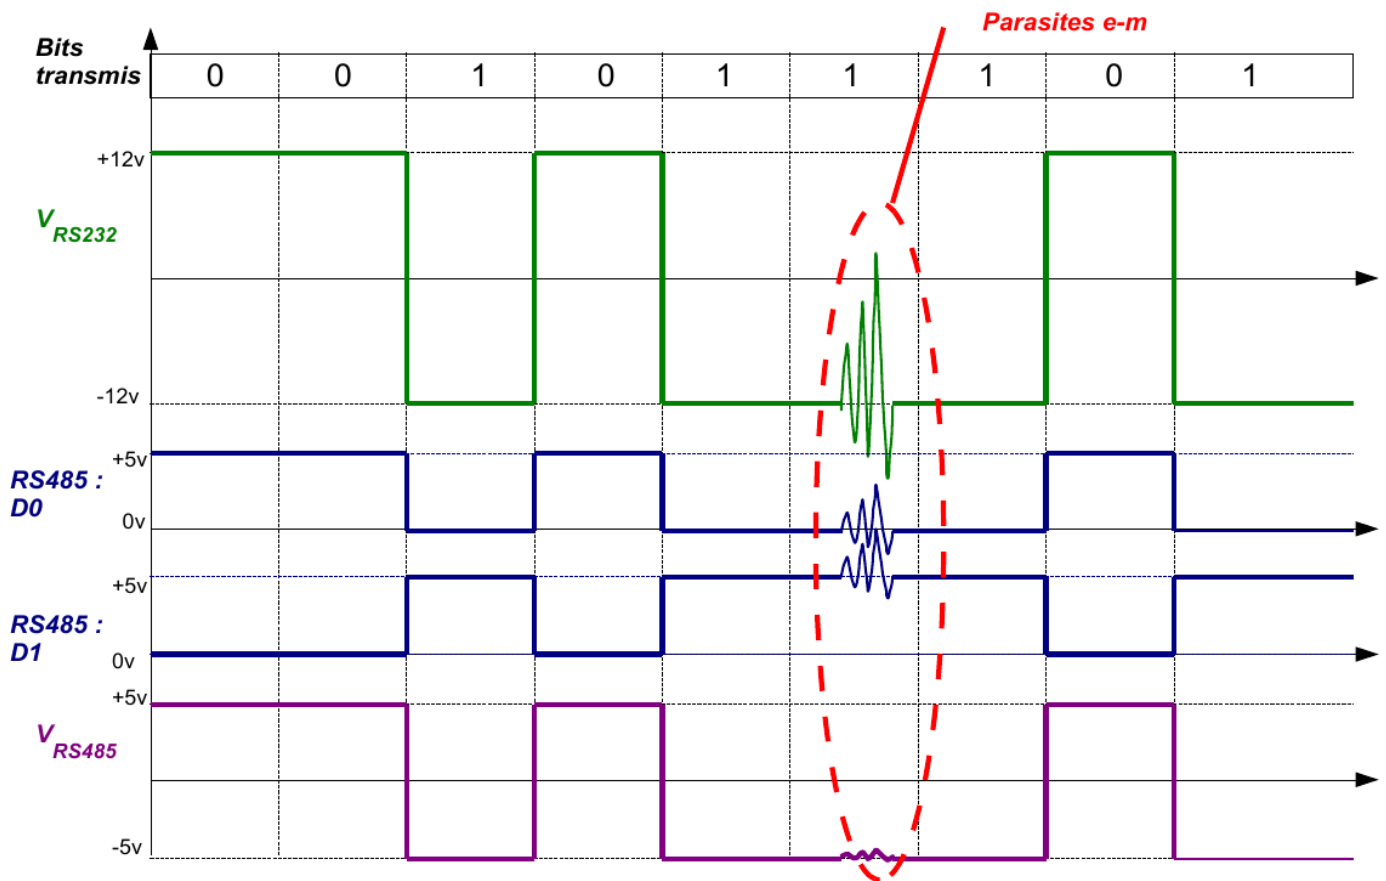 Parasites e-m
Bits
transmis
0 0 1 0 1 1 1 0 1
+12v
V RS232
-12v
+5v
RS485 :
D0
0v
+5v
RS485 :
D1
0v
+5v
V RS485
-5v